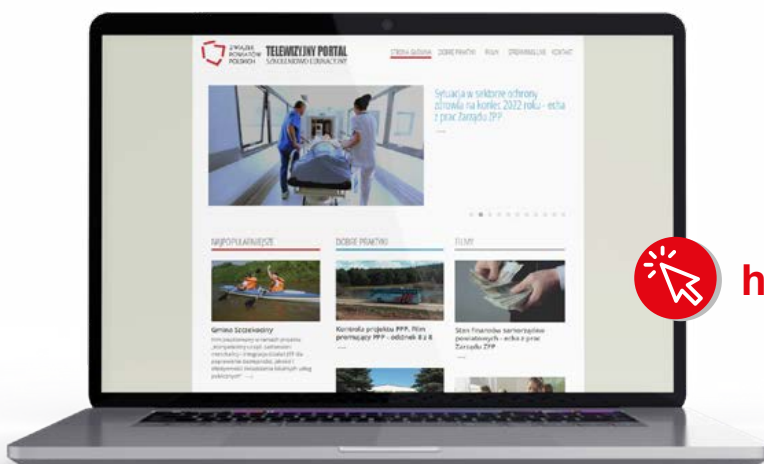 ZWIĄZEK
POWIATÓW
POLSKICH
TELEWIZYJNY PORTAL
SZKOLENIOWO EDUKACYJNY
STRONA GŁÓWNA DOBRE PRAKTYKI FILMY KONTAKT
Sytuacja w sektorze ochrony
zdrowia na koniec 2022 roku - echa
z prac Zarządu ZPP
NAJPOPULARNIEJSZE
DOBRE PRAKTYKI
FILMY
Gmina Szczekociny
Kontrola projektu PPP. Film
promujący PPP - odcinek 8 z 8
Stan finansów samorządów
powiatowych - echa z prac
Zarządu ZPP
h